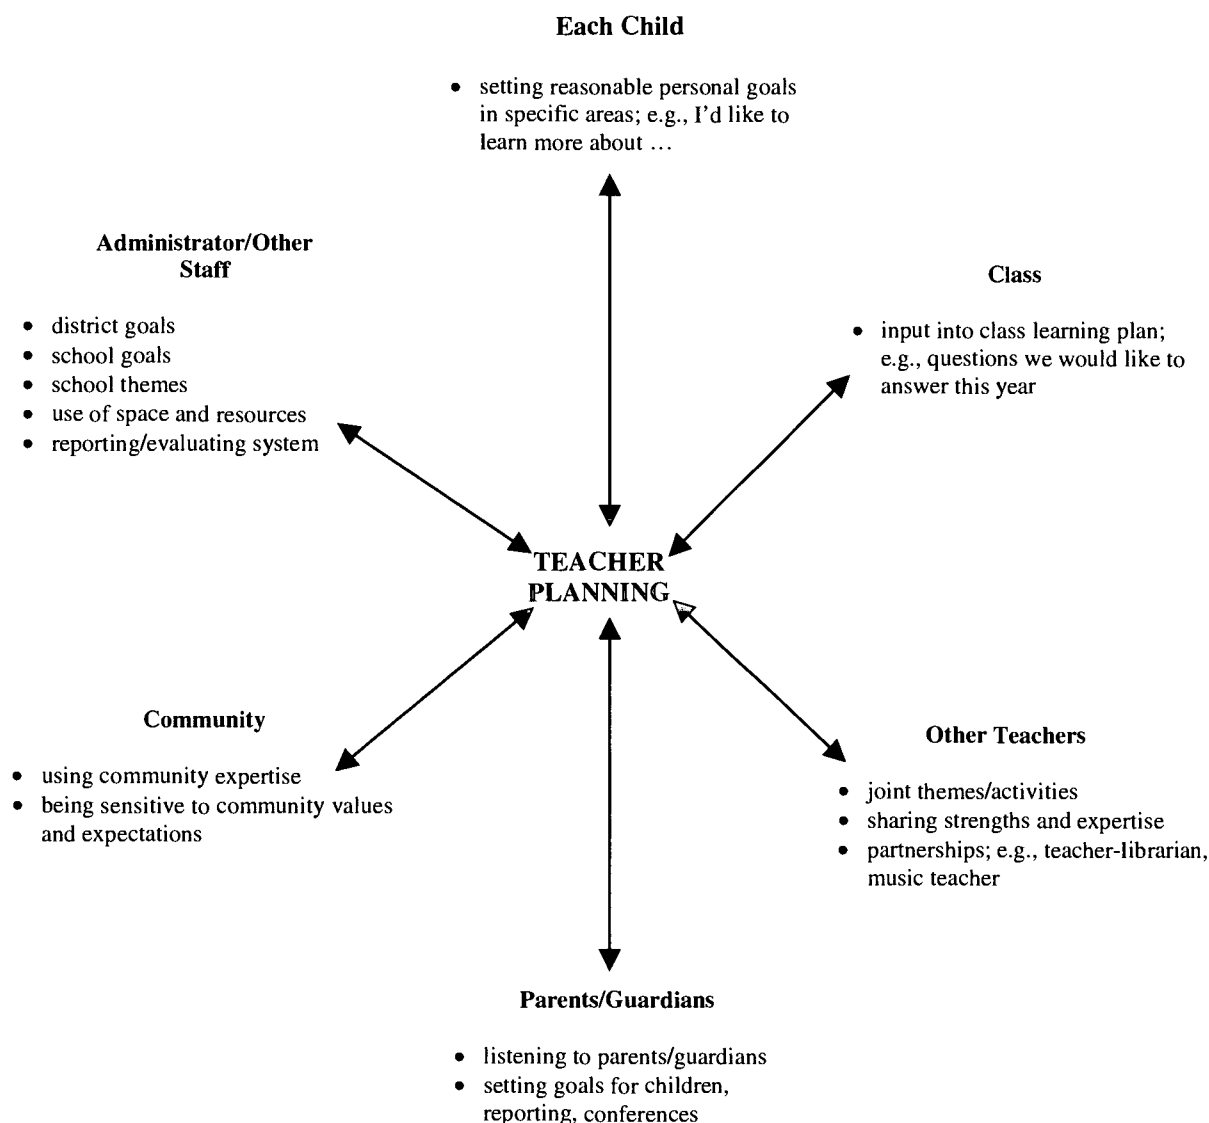 Each Child
• setting reasonable personal goals
in specific areas; e.g., I'd like to
learn more about ...
Administrator/Other
Staff
• district goals
• school goals
• school themes
• use of space and resources
• reporting/evaluating system
Class
• input into class learning plan;
e.g., questions we would like to
answer this year
TEACHER
PLANNING
Community
• using community expertise
• being sensitive to community values
and expectations
Other Teachers
• joint themes/activities
• sharing strengths and expertise
• partnerships; e.g., teacher-librarian,
music teacher
Parents/Guardians
• listening to parents/guardians
• setting goals for children,
reporting, conferences